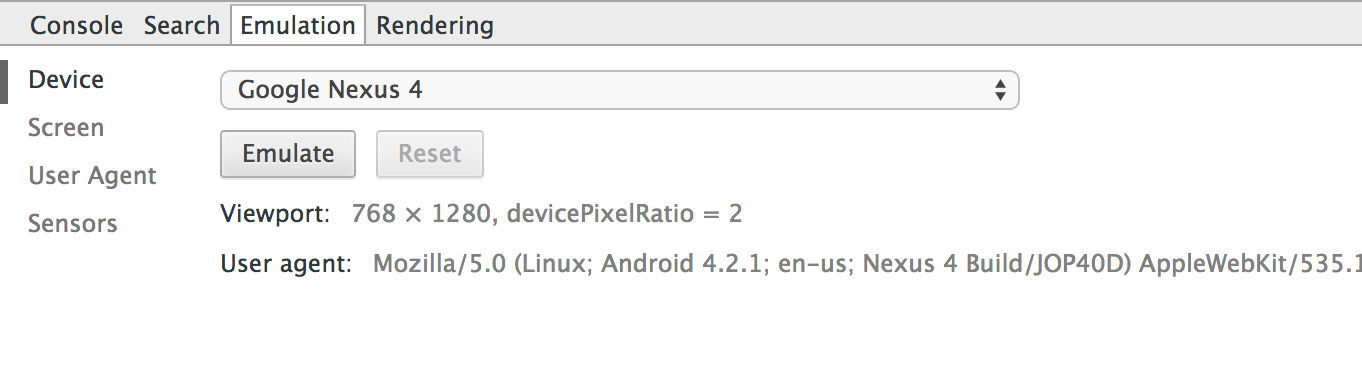 Console Search Emulation Rendering
Device
Google Nexus 4
Screen
Emulate Reset
User Agent
Viewport: 768 × 1280, devicePixelRatio = 2
Sensors
User agent: Mozilla/5.0 (Linux; Android 4.2.1; en-us; Nexus 4 Build/JOP40D) AppleWebKit/535.1